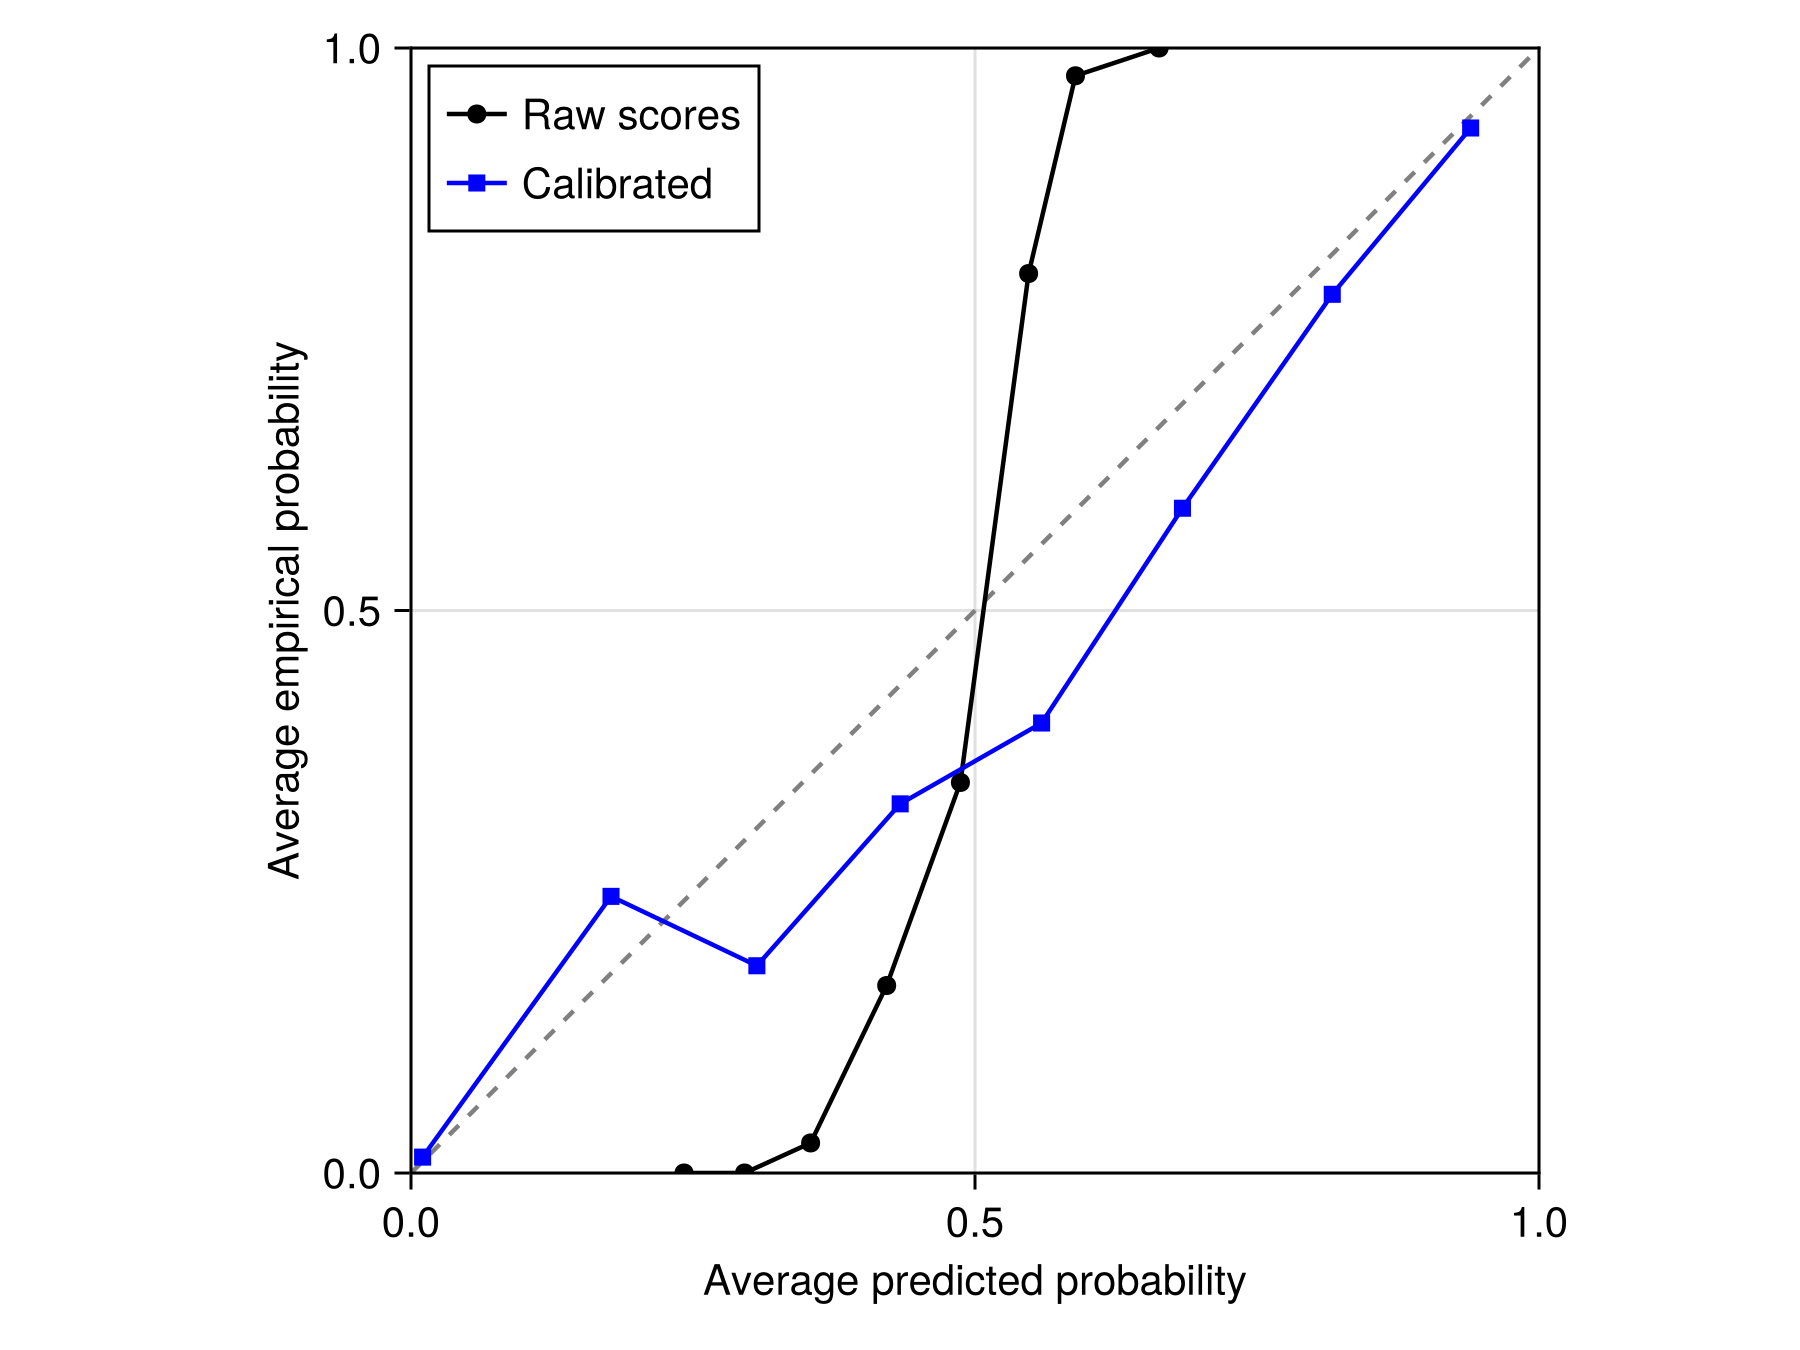 1.0
Raw scores
Calibrated
Average empirical probability
0.5
0.0
0.0 0.5 1.0
Average predicted probability